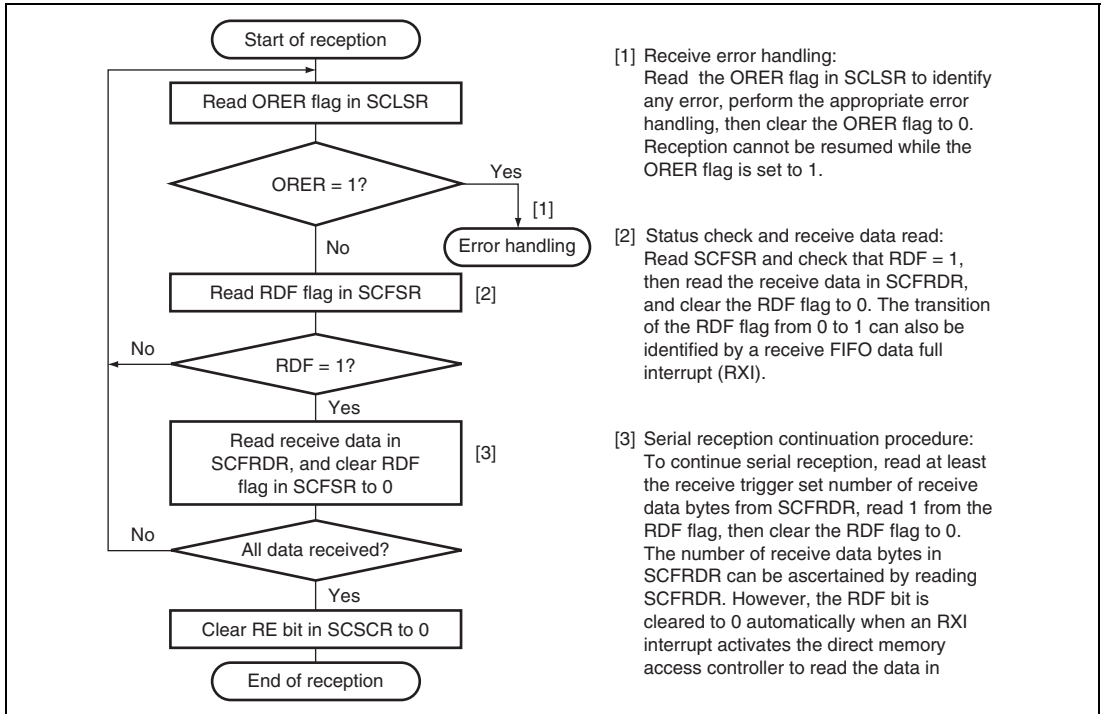 Start of reception
Read ORER flag in SCLSR
ORER = 1?
Yes
[1]
Error handling
No
Read RDF flag in SCFSR
[2]
No
RDF = 1?
Yes
Read receive data in
SCFRDR, and clear RDF
flag in SCFSR to 0
[3]
No
All data received?
Yes
Clear RE bit in SCSCR to 0
End of reception
[1] Receive error handling:
Read the ORER flag in SCLSR to identify
any error, perform the appropriate error
handling, then clear the ORER flag to 0.
Reception cannot be resumed while the
ORER flag is set to 1.
[2] Status check and receive data read:
Read SCFSR and check that RDF = 1,
then read the receive data in SCFRDR,
and clear the RDF flag to 0. The transition
of the RDF flag from 0 to 1 can also be
identified by a receive FIFO data full
interrupt (RXI).
[3] Serial reception continuation procedure:
To continue serial reception, read at least
the receive trigger set number of receive
data bytes from SCFRDR, read 1 from the
RDF flag, then clear the RDF flag to 0.
The number of receive data bytes in
SCFRDR can be ascertained by reading
SCFRDR. However, the RDF bit is
cleared to 0 automatically when an RXI
interrupt activates the direct memory
access controller to read the data in